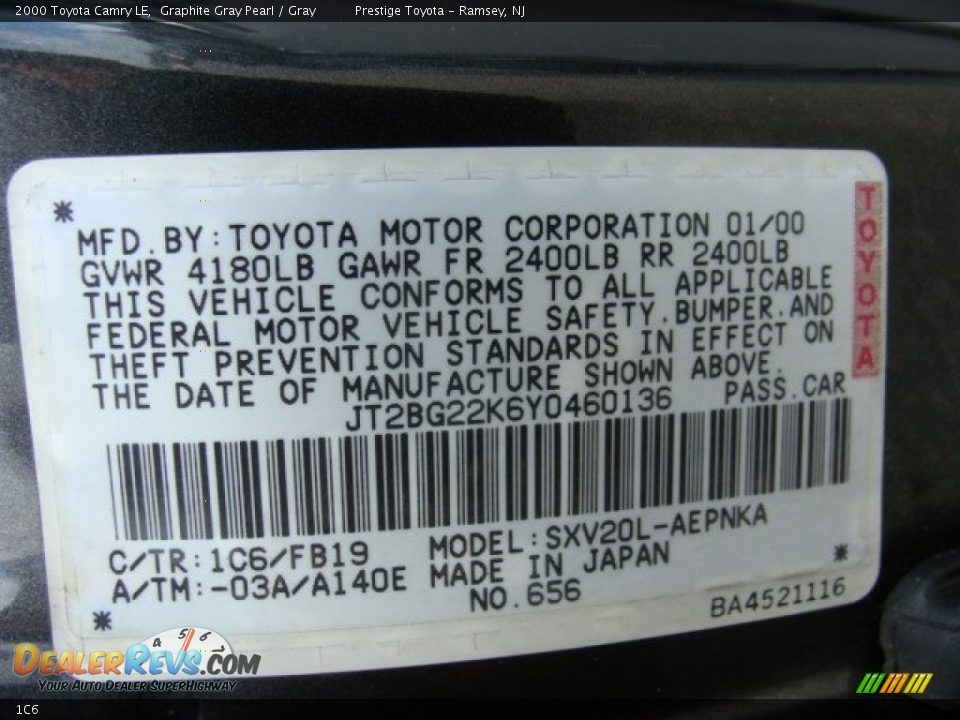 2000 Toyota Camry LE, Graphite Gray Pearl / Gray Prestige Toyota - Ramsey, NJ
MFD.BY:TOYOTA MOTOR CORPORATION 01/00
GVWR 4180LB GAWR FR 2400LB RR 2400LB
THIS VEHICLE CONFORMS TO ALL APPLICABLE
FEDERAL MOTOR VEHICLE SAFETY.BUMPER.AND
THEFT PREVENTION STANDARDS IN EFFECT ON
THE DATE OF MANUFACTURE SHOWN ABOVE.
JT2BG22K6Y0460136 PASS.CAR
TOYOTA
C/TR:1C6/FB19 MODEL:SXV20L-AEPNKA
A/TM:-03A/A140E MADE IN JAPAN
NO.656
BA4521116
4 5 6
DEALERREVS.COM
YOUR AUTO DEALER SUPERHIGHWAY
1C6